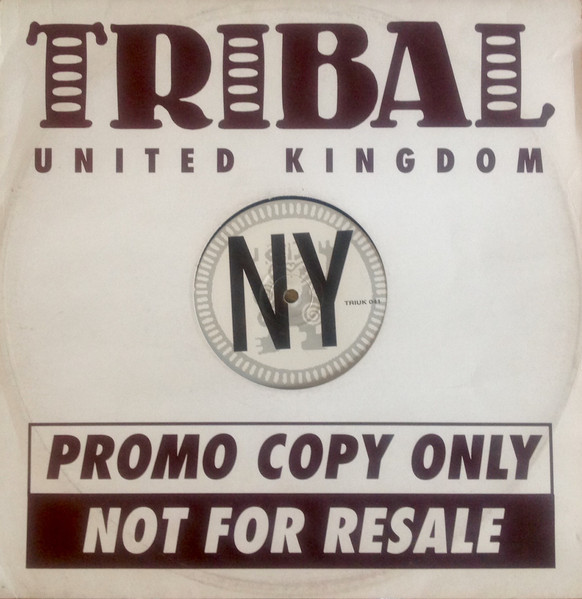 TRIBAL
UNITED KINGDOM
NY
TRIUK 041
PROMO COPY ONLY
NOT FOR RESALE